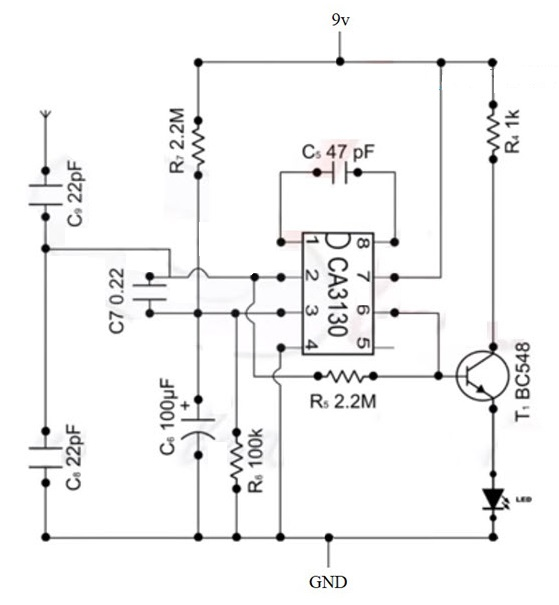 9v
R₇ 2.2M
C₅ 47 pF
R₄ 1k
C₉ 22pF
1
8
2
7
3
6
4
5
CA3130
C7 0.22
R₅ 2.2M
T₁ BC548
C₆ 100µF
+
R₆ 100k
C₈ 22pF
LED
GND